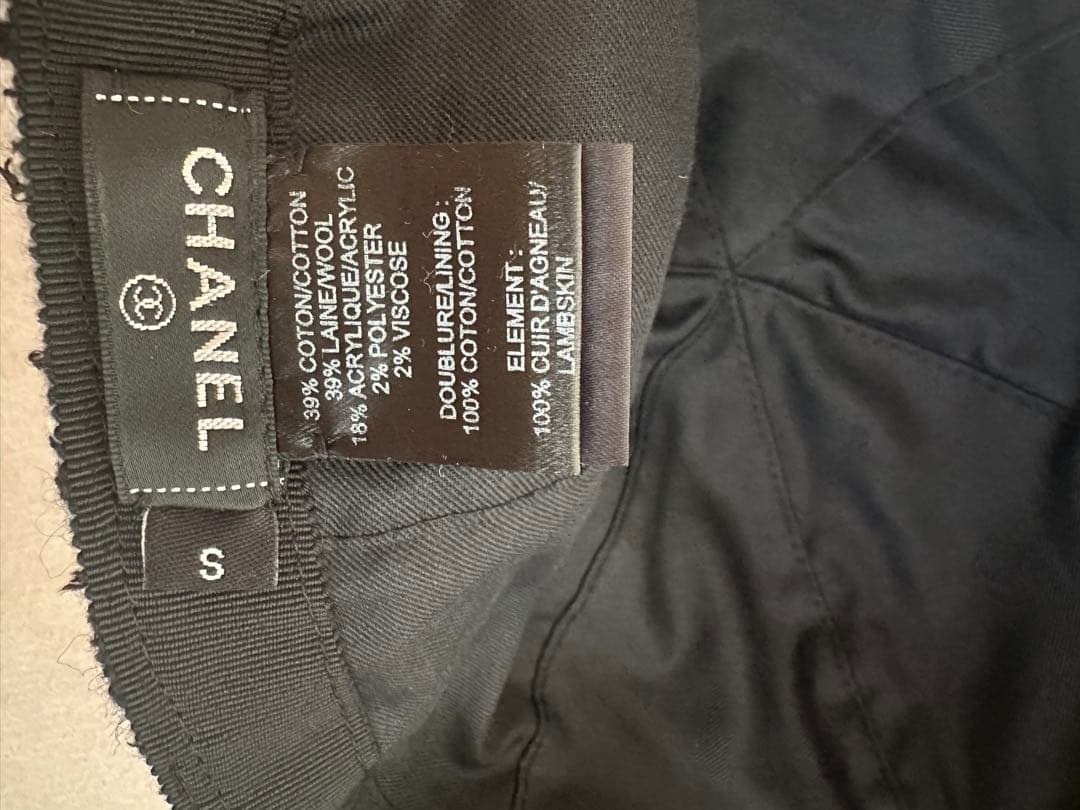 CHANEL
S
39% COTON/COTTON
39% LAINE/WOOL
18% ACRYLIQUE/ACRYLIC
2% POLYESTER
2% VISCOSE
DOUBLURE/LINING :
100% COTON/COTTON
ELEMENT :
100% CUIR D'AGNEAU/
LAMBSKIN